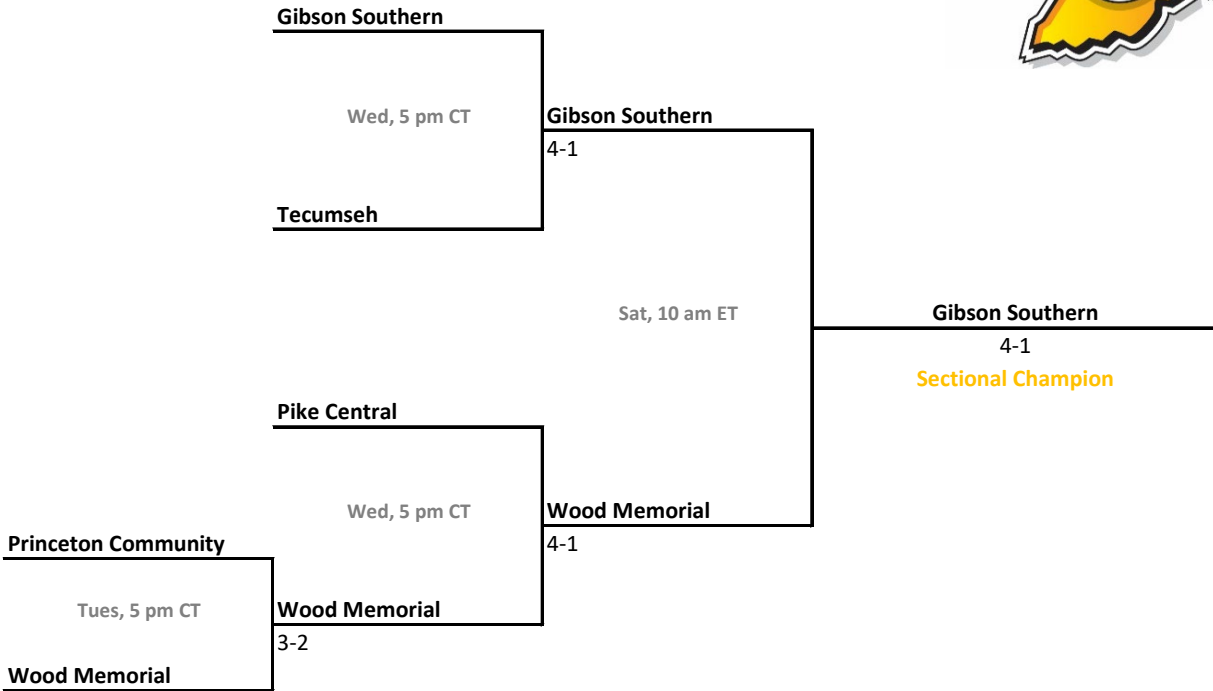 Gibson Southern
Wed, 5 pm CT
Gibson Southern
4-1
Tecumseh
Sat, 10 am ET
Gibson Southern
4-1
Sectional Champion
Pike Central
Wed, 5 pm CT
Wood Memorial
4-1
Princeton Community
Tues, 5 pm CT
Wood Memorial
3-2
Wood Memorial